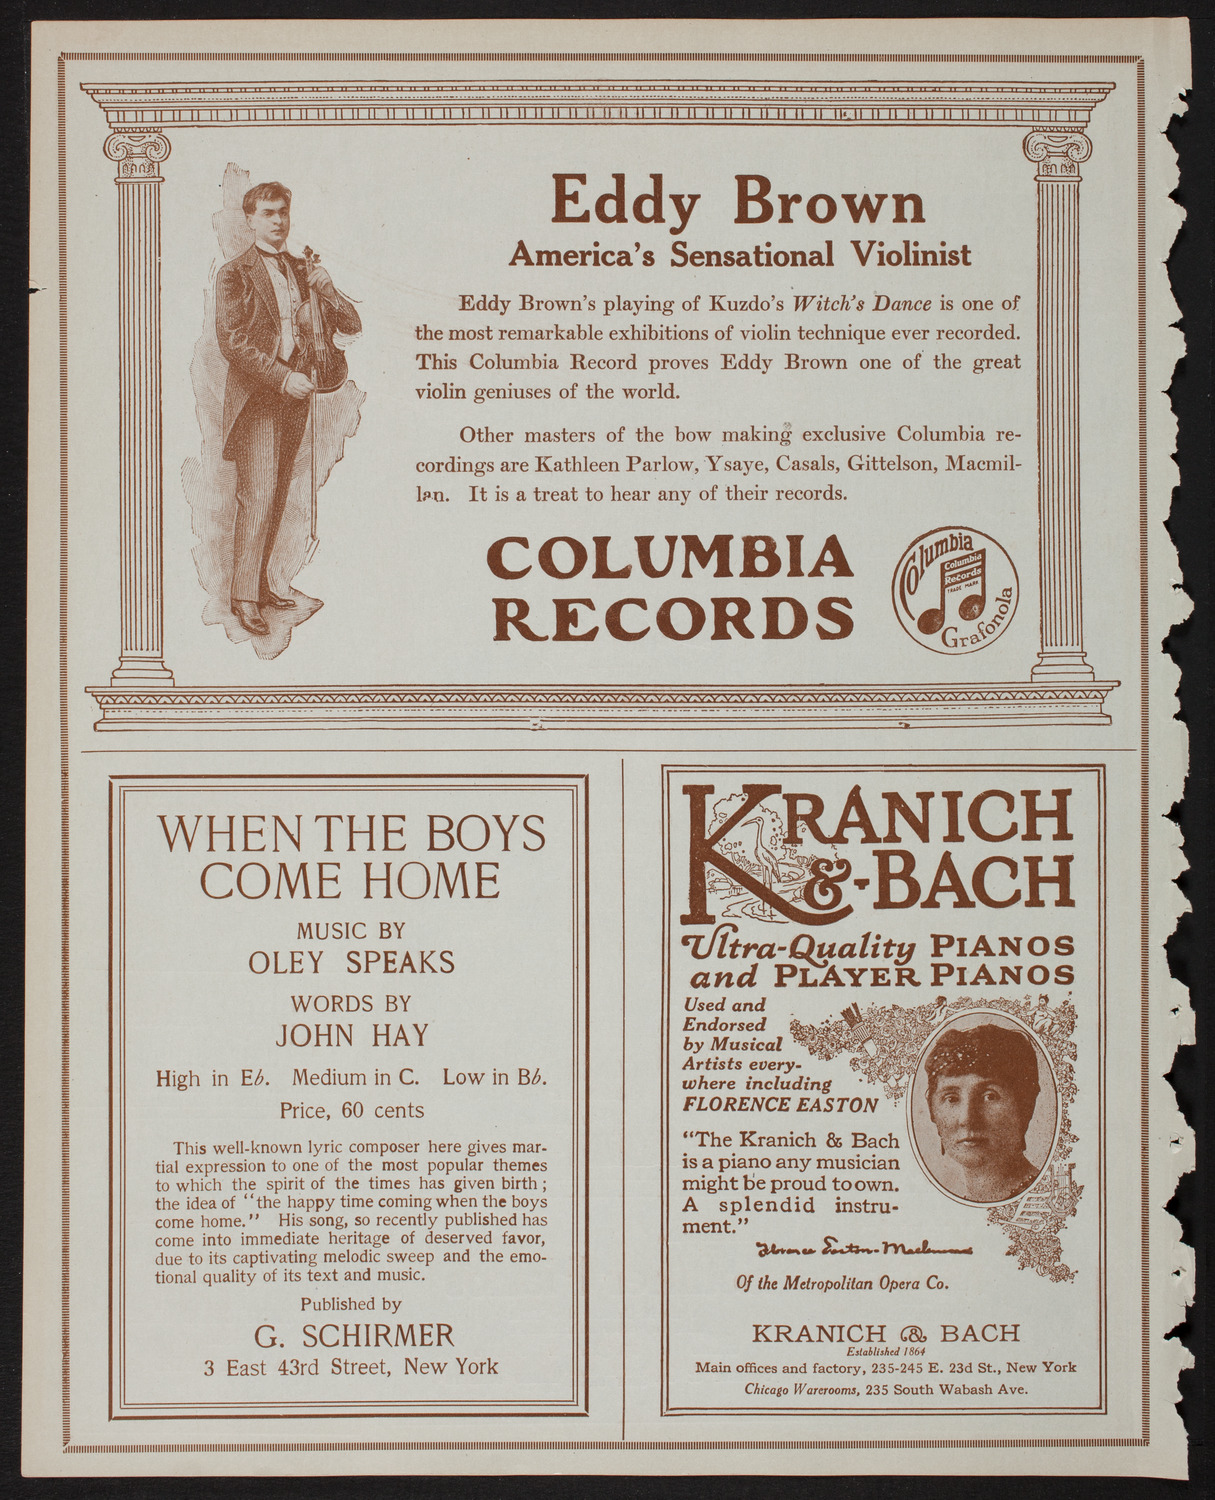 Eddy Brown
America's Sensational Violinist
Eddy Brown's playing of Kuzdo's Witch's Dance is one of
the most remarkable exhibitions of violin technique ever recorded.
This Columbia Record proves Eddy Brown one of the great
violin geniuses of the world.
Other masters of the bow making exclusive Columbia re-
cordings are Kathleen Parlow, Ysaye, Casals, Gittelson, Macmil-
lan. It is a treat to hear any of their records.
COLUMBIA
RECORDS
Columbia
Columbia
Records
TRADE MARK
Grafonola
WHEN THE BOYS
COME HOME
MUSIC BY
OLEY SPEAKS
WORDS BY
JOHN HAY
High in E♭. Medium in C. Low in B♭.
Price, 60 cents
This well-known lyric composer here gives mar-
tial expression to one of the most popular themes
to which the spirit of the times has given birth;
the idea of "the happy time coming when the boys
come home." His song, so recently published has
come into immediate heritage of deserved favor,
due to its captivating melodic sweep and the emo-
tional quality of its text and music.
Published by
G. SCHIRMER
3 East 43rd Street, New York
KRANICH
&-BACH
Ultra-Quality PIANOS
and PLAYER PIANOS
Used and
Endorsed
by Musical
Artists every-
where including
FLORENCE EASTON
"The Kranich & Bach
is a piano any musician
might be proud to own.
A splendid instru-
ment."
Florence Easton-Maclennan
Of the Metropolitan Opera Co.
KRANICH & BACH
Established 1864
Main offices and factory, 235-245 E. 23d St., New York
Chicago Warerooms, 235 South Wabash Ave.